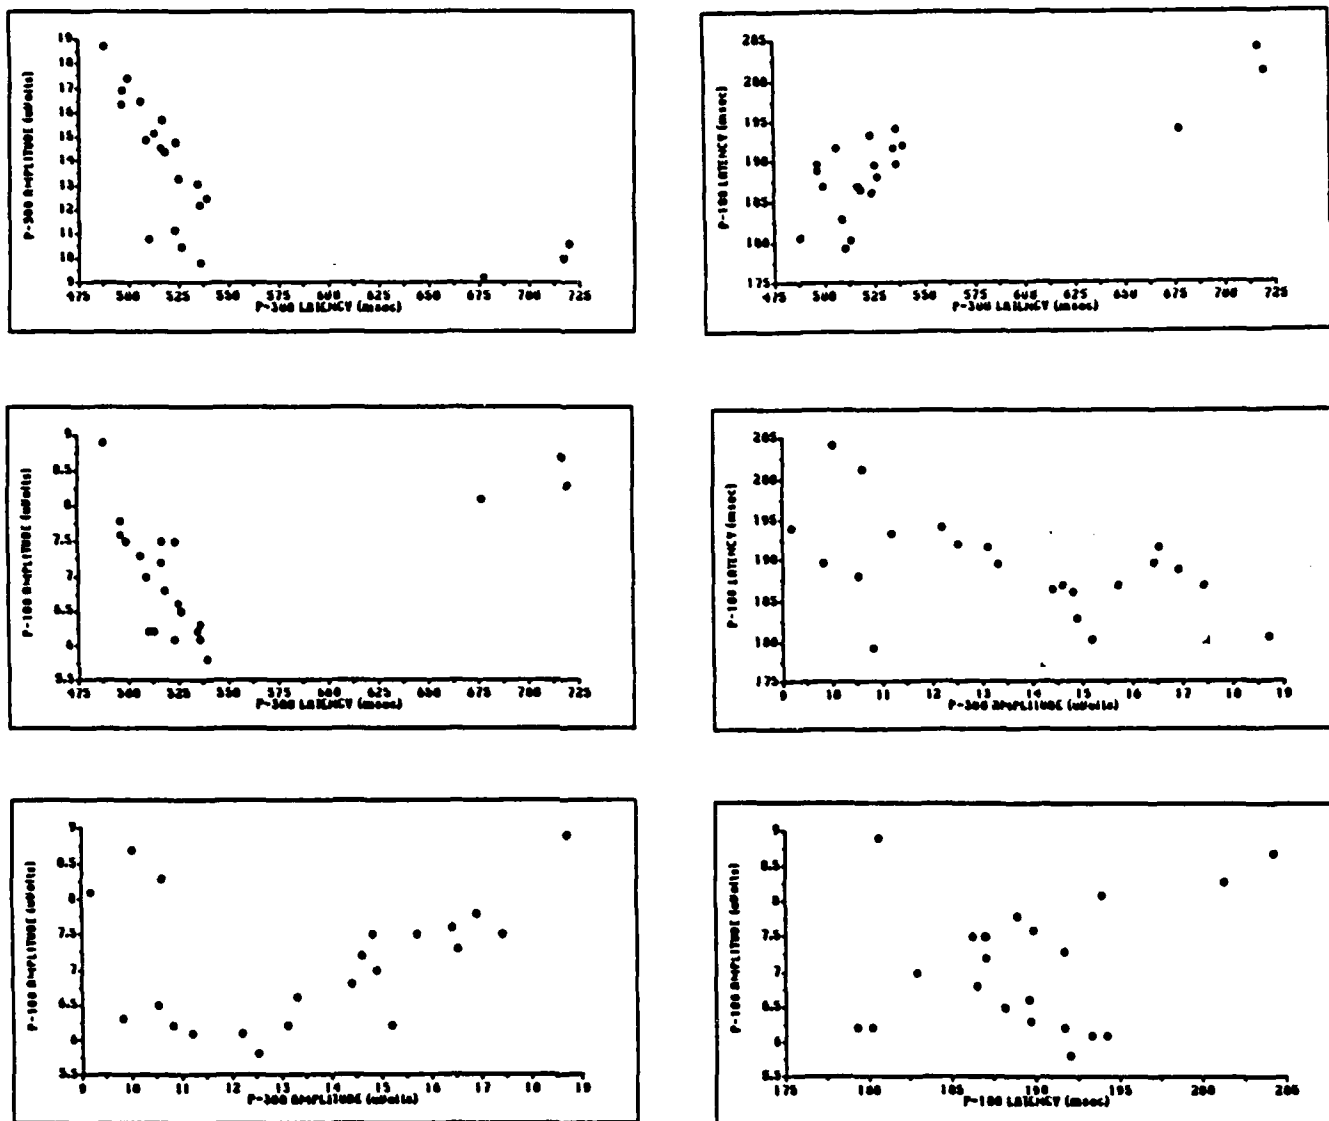 P-300 AMPLITUDE (uVolts)
19
18
17
16
15
14
13
12
11
10
9
475 500 525 550 575 600 625 650 675 700 725
P-300 LATENCY (msec)
P-100 LATENCY (msec)
205
200
195
190
185
180
175
475 500 525 550 575 600 625 650 675 700 725
P-300 LATENCY (msec)
P-100 AMPLITUDE (uVolts)
9
8.5
8
7.5
7
6.5
6
5.5
475 500 525 550 575 600 625 650 675 700 725
P-300 LATENCY (msec)
P-100 LATENCY (msec)
205
200
195
190
185
180
175
9 10 11 12 13 14 15 16 17 18 19
P-300 AMPLITUDE (uVolts)
P-100 AMPLITUDE (uVolts)
9
8.5
8
7.5
7
6.5
6
5.5
9 10 11 12 13 14 15 16 17 18 19
P-300 AMPLITUDE (uVolts)
P-100 AMPLITUDE (uVolts)
9
8.5
8
7.5
7
6.5
6
5.5
175 180 185 190 195 200 205
P-100 LATENCY (msec)